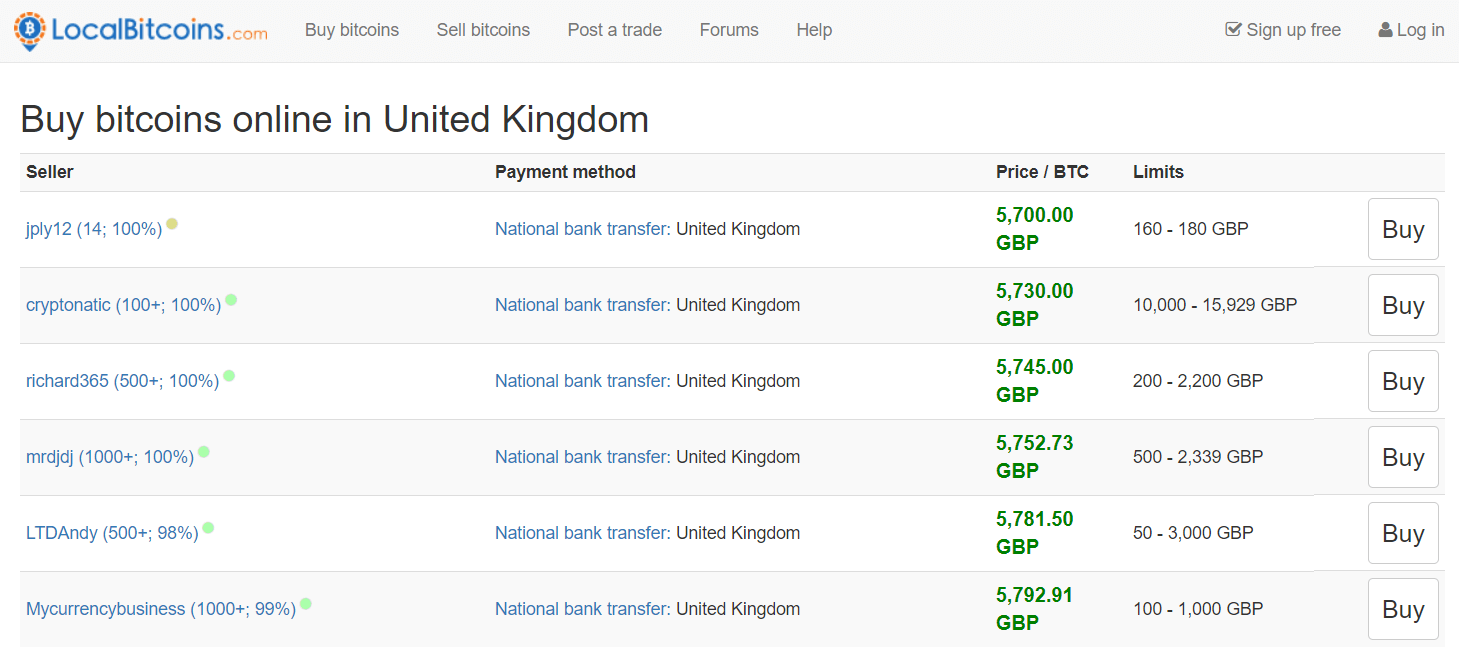 LocalBitcoins.com Buy bitcoins Sell bitcoins Post a trade Forums Help Sign up free Log in
Buy bitcoins online in United Kingdom
Seller Payment method Price / BTC Limits
jply12 (14; 100%) National bank transfer: United Kingdom 5,700.00 GBP 160 - 180 GBP Buy
cryptonatic (100+; 100%) National bank transfer: United Kingdom 5,730.00 GBP 10,000 - 15,929 GBP Buy
richard365 (500+; 100%) National bank transfer: United Kingdom 5,745.00 GBP 200 - 2,200 GBP Buy
mrdjdj (1000+; 100%) National bank transfer: United Kingdom 5,752.73 GBP 500 - 2,339 GBP Buy
LTDAndy (500+; 98%) National bank transfer: United Kingdom 5,781.50 GBP 50 - 3,000 GBP Buy
Mycurrencybusiness (1000+; 99%) National bank transfer: United Kingdom 5,792.91 GBP 100 - 1,000 GBP Buy